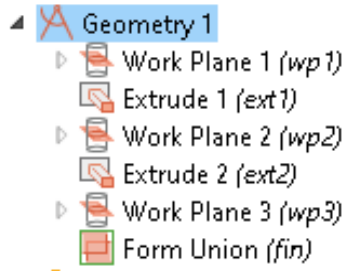 Geometry 1
Work Plane 1 (wp1)
Extrude 1 (ext1)
Work Plane 2 (wp2)
Extrude 2 (ext2)
Work Plane 3 (wp3)
Form Union (fin)